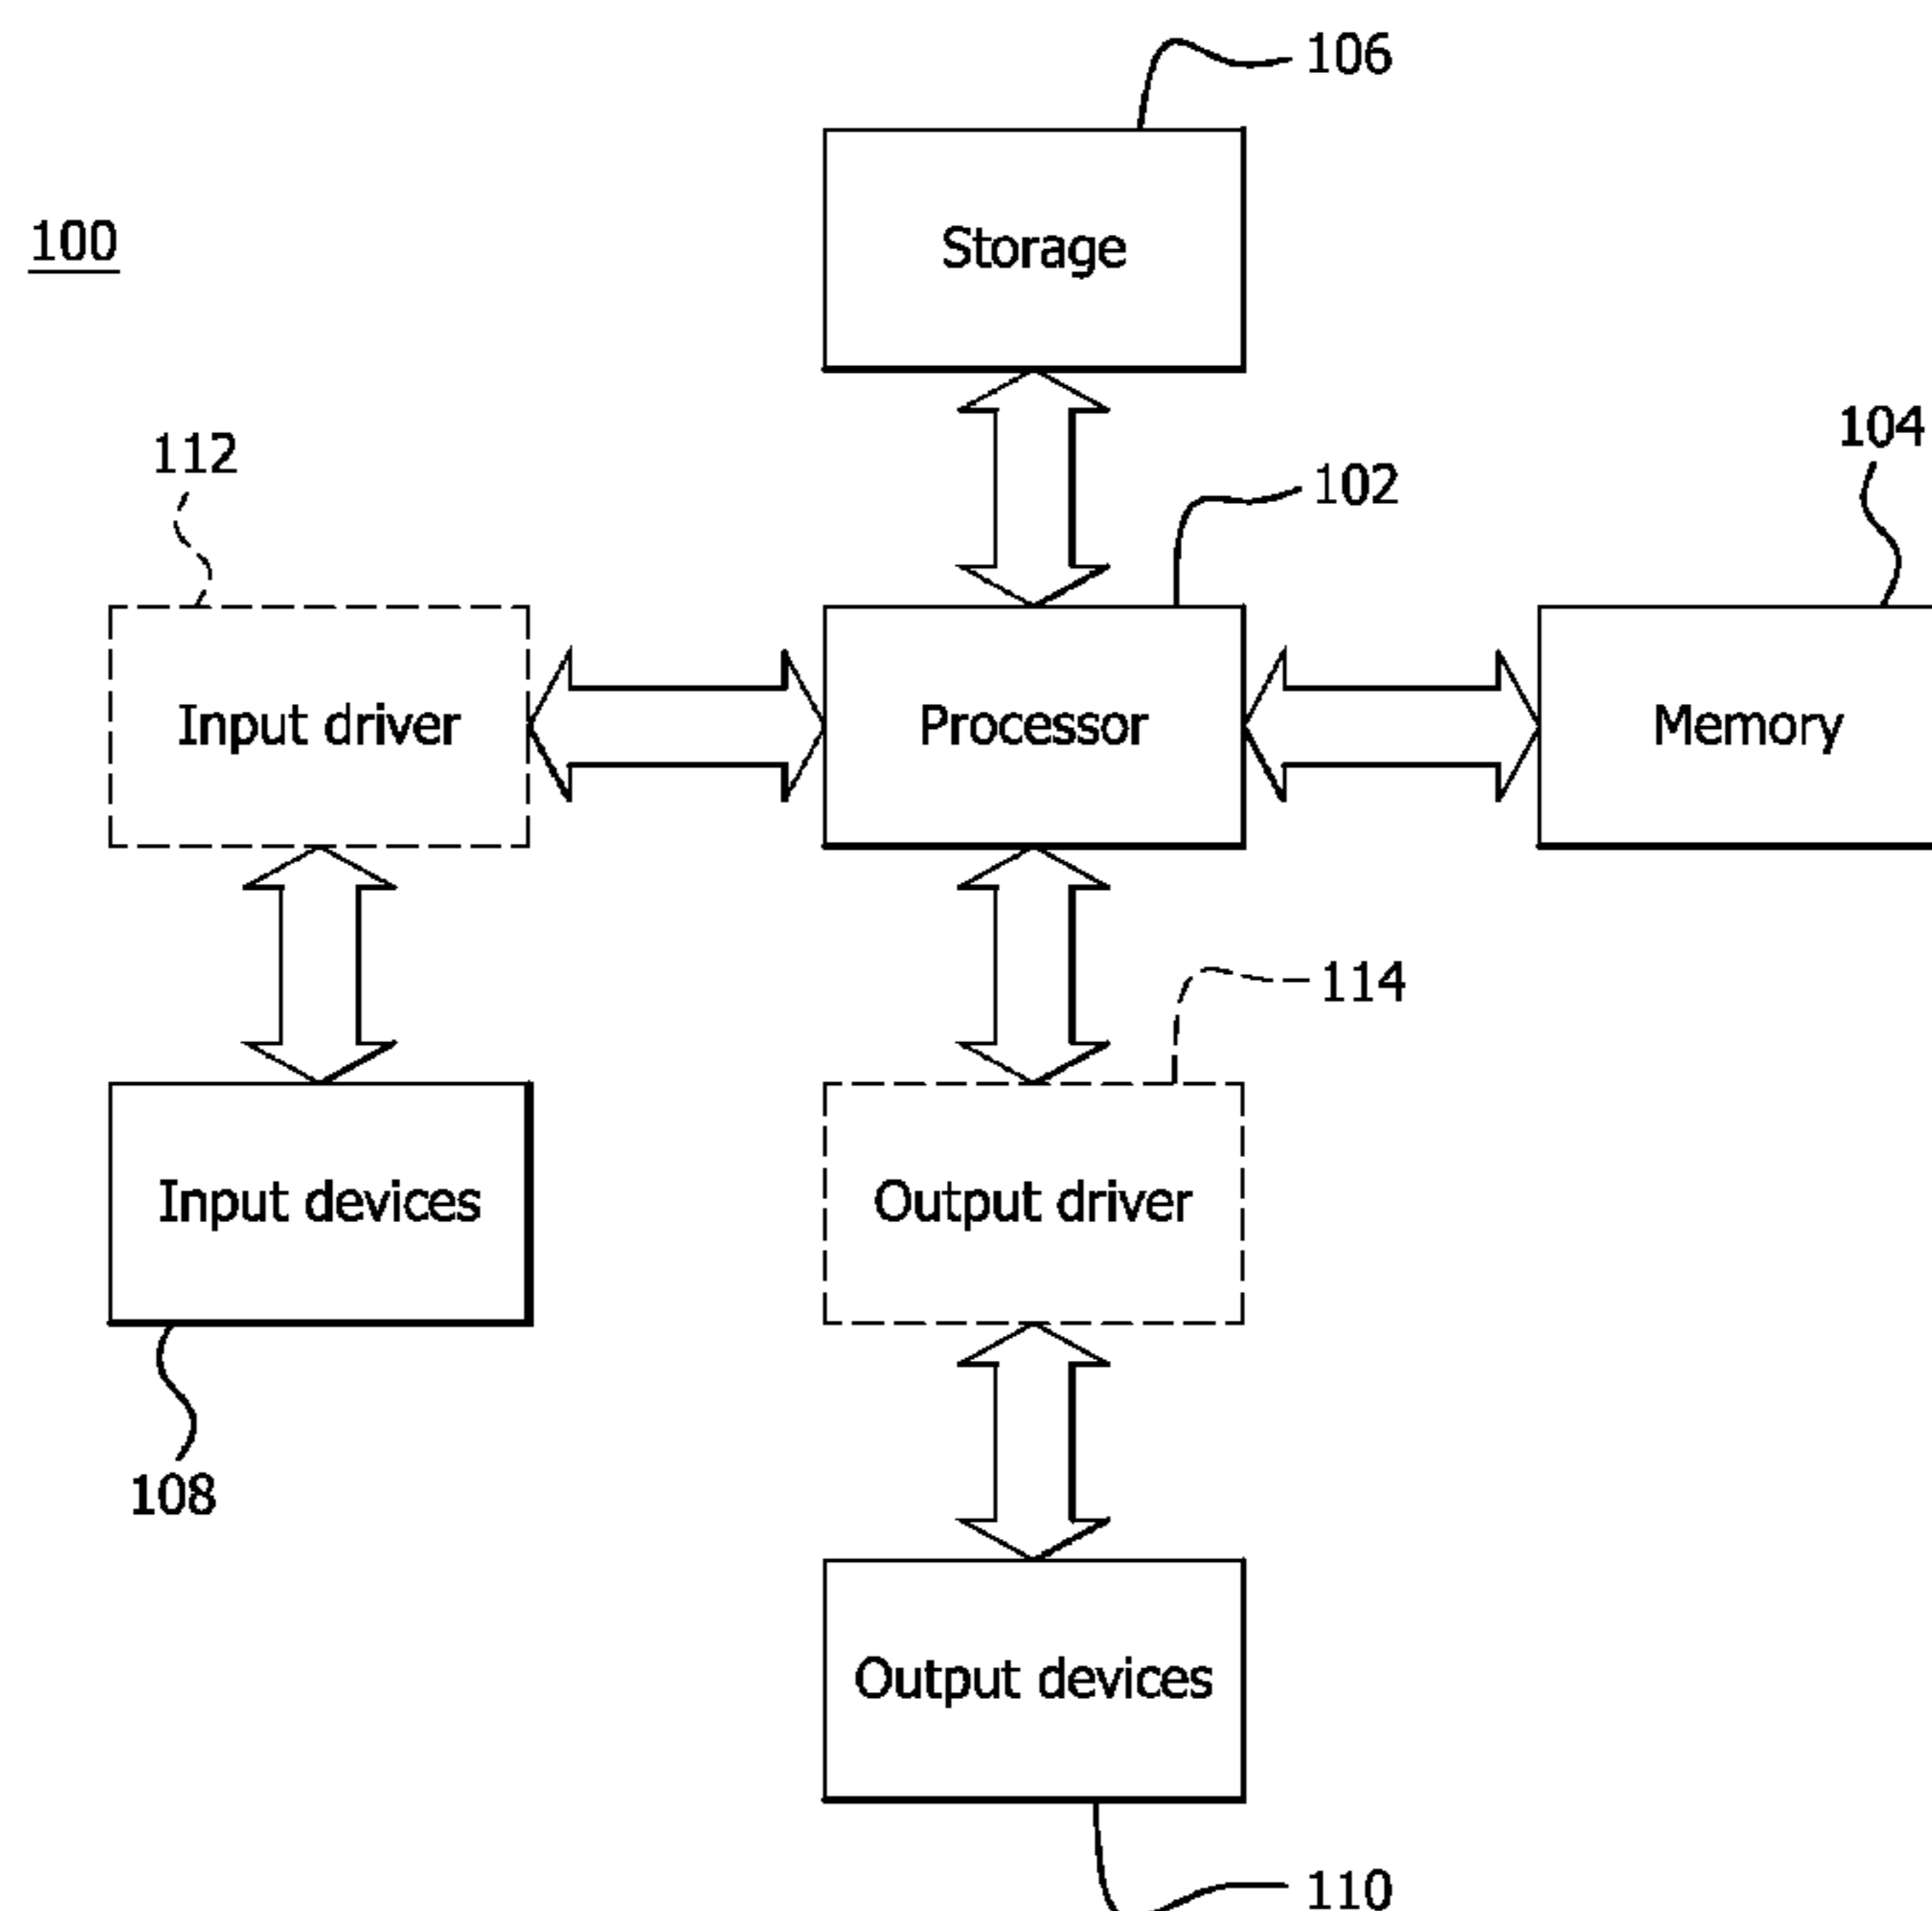 106
100
Storage
104
112
102
Input driver
Processor
Memory
114
Input devices
Output driver
108
Output devices
110